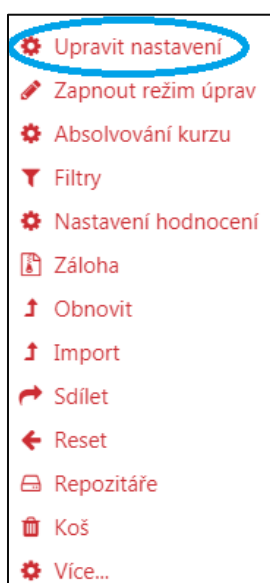 Upravit nastavení
Zapnout režim úprav
Absolvování kurzu
Filtry
Nastavení hodnocení
Záloha
Obnovit
Import
Sdílet
Reset
Repozitáře
Koš
Více...